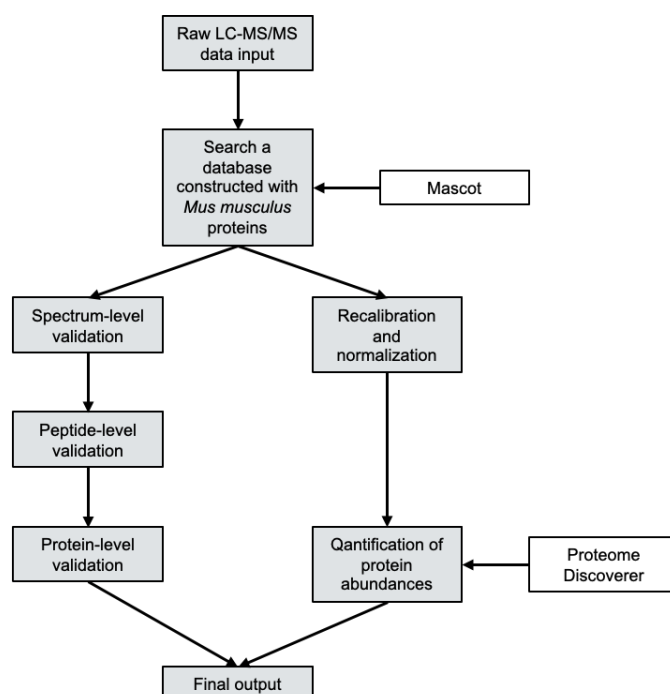 Raw LC-MS/MS
data input
Search a
database
constructed with
Mus musculus
proteins
Mascot
Spectrum-level
validation
Recalibration
and
normalization
Peptide-level
validation
Protein-level
validation
Qantification of
protein
abundances
Proteome
Discoverer
Final output